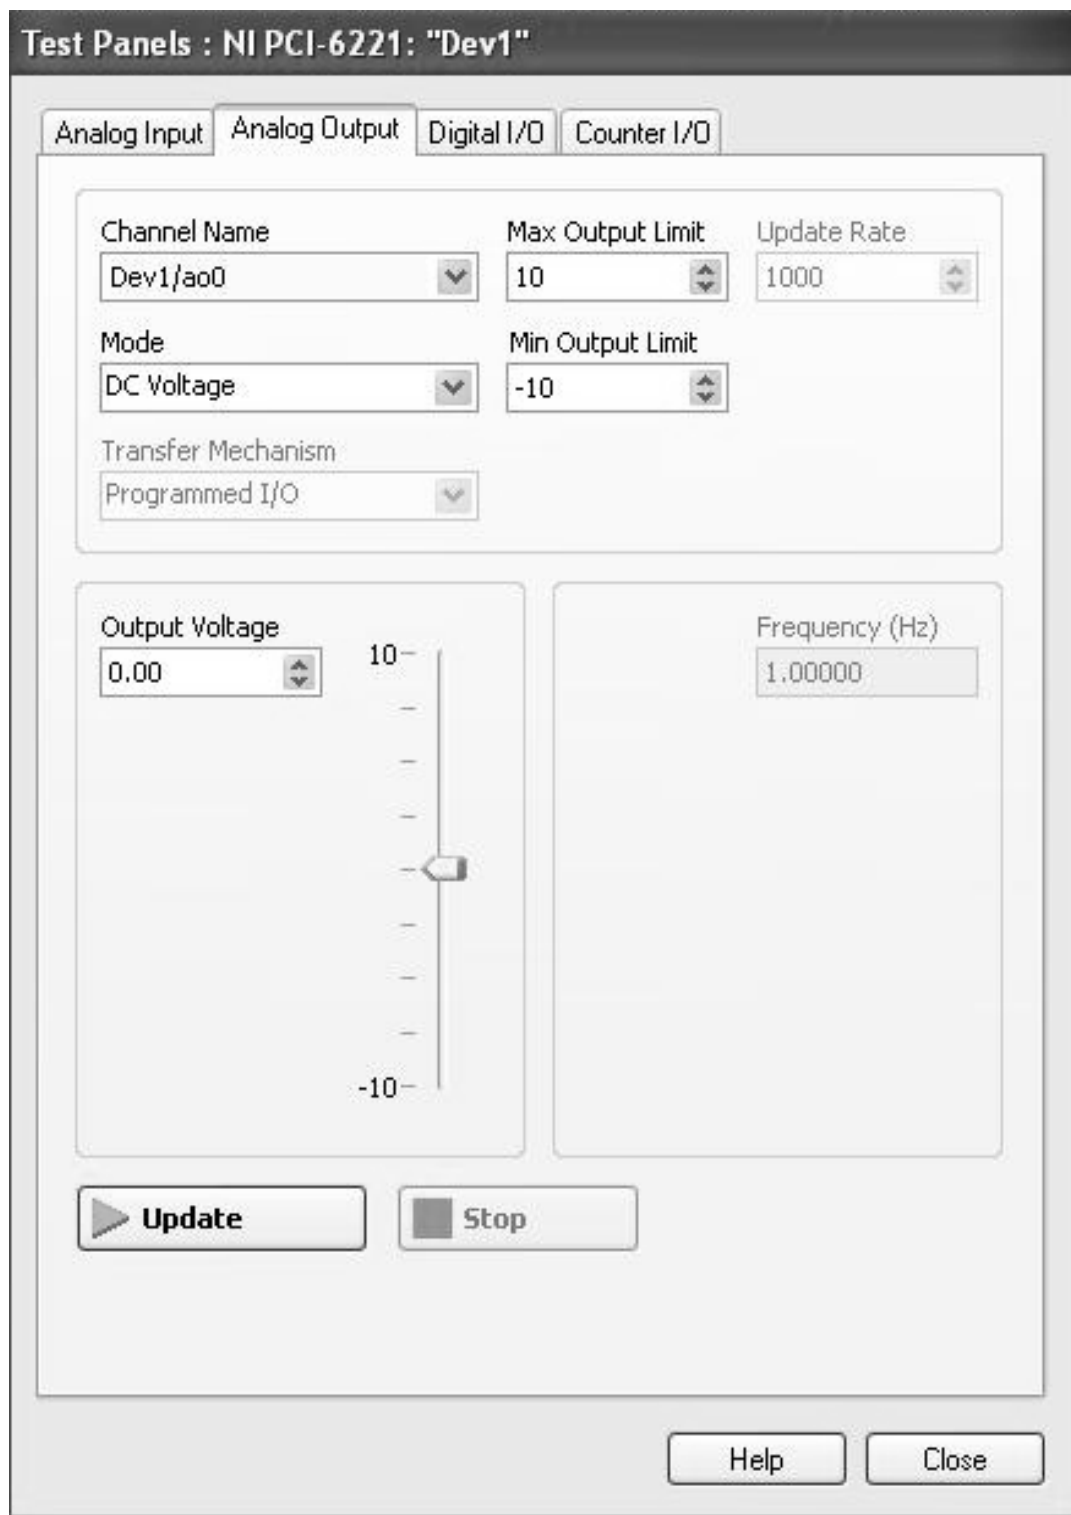 Test Panels : NI PCI-6221: "Dev1"
Analog Input Analog Output Digital I/O Counter I/O
Channel Name Max Output Limit Update Rate
Dev1/ao0 10 1000
Mode Min Output Limit
DC Voltage -10
Transfer Mechanism
Programmed I/O
Output Voltage Frequency (Hz)
0.00 10 1.00000
-10
Update Stop
Help Close